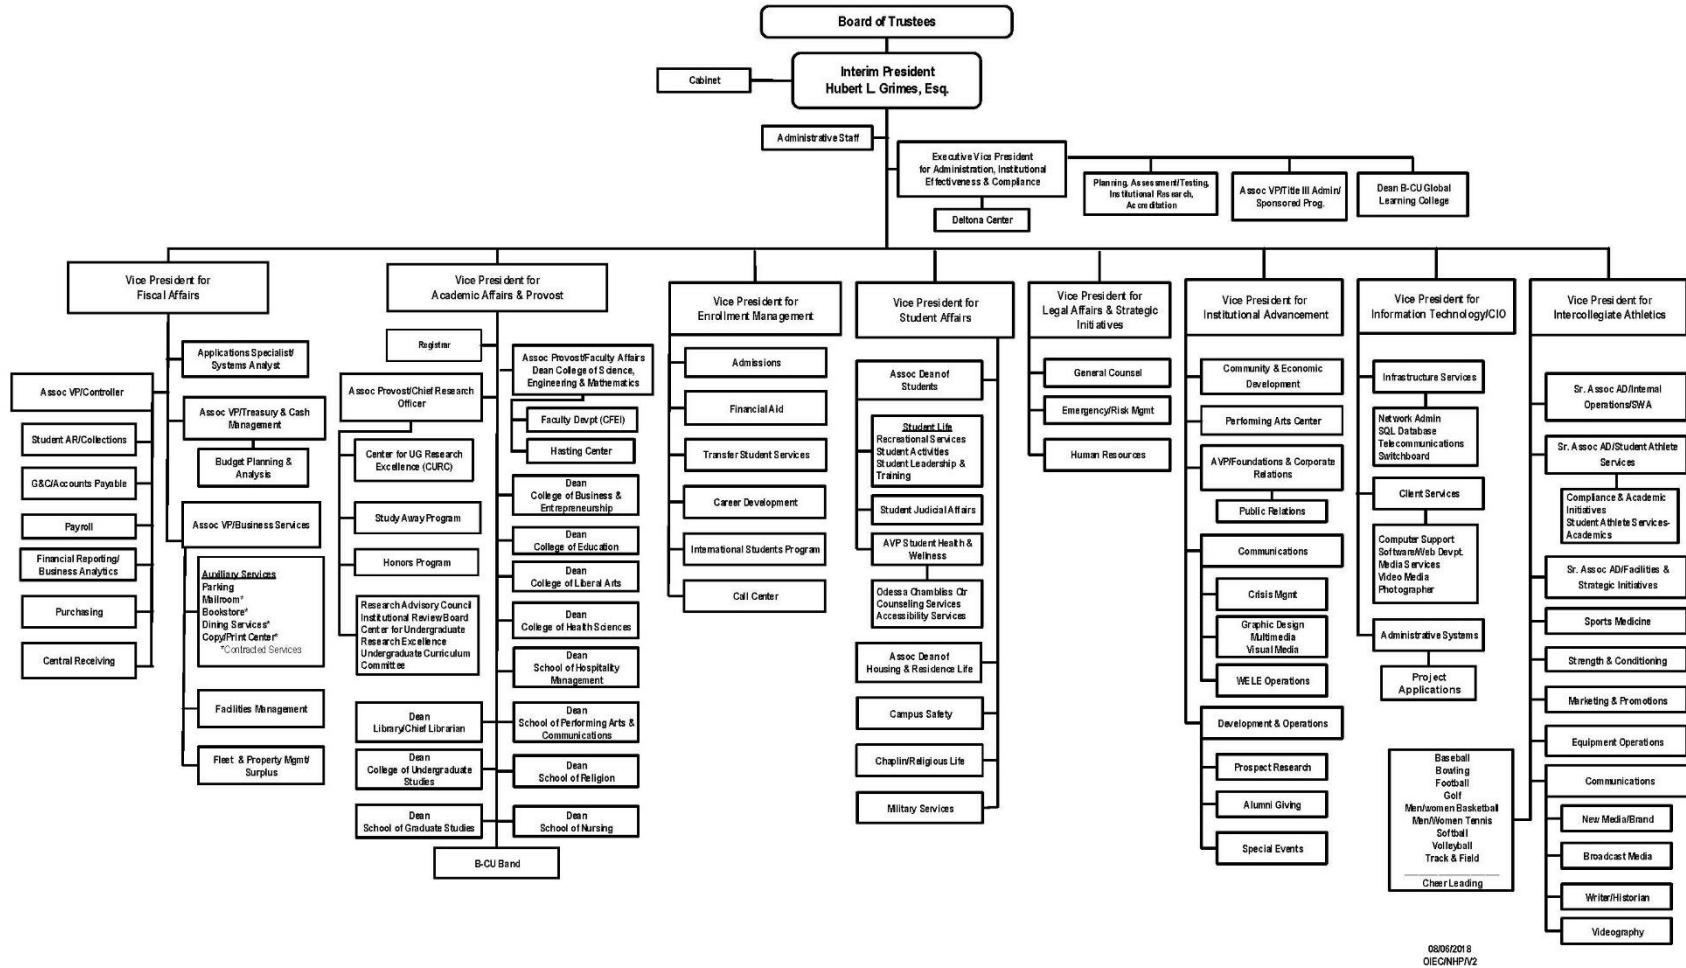 Board of Trustees
Interim President
Hubert L. Grimes, Esq.
Cabinet
Administrative Staff
Executive Vice President
for Administration, Institutional
Effectiveness & Compliance
Deltona Center
Planning, Assessment/Testing,
Institutional Research,
Accreditation
Assoc VP/Title III Admin/
Sponsored Prog.
Dean B-CU Global
Learning College
Vice President for
Fiscal Affairs
Applications Specialist/
Systems Analyst
Assoc VP/Controller
Student AR/Collections
G&C/Accounts Payable
Payroll
Financial Reporting/
Business Analytics
Purchasing
Central Receiving
Assoc VP/Treasury & Cash
Management
Budget Planning &
Analysis
Assoc VP/Business Services
Auxiliary Services
Parking
Mailroom*
Bookstore*
Dining Services*
Copy/Print Center*
*Contracted Services
Facilities Management
Fleet & Property Mgmt/
Surplus
Vice President for
Academic Affairs & Provost
Registrar
Assoc Provost/Chief Research
Officer
Center for UG Research
Excellence (CURC)
Study Away Program
Honors Program
Research Advisory Council
Institutional Review Board
Center for Undergraduate
Research Excellence
Undergraduate Curriculum
Committee
Dean
Library/Chief Librarian
Dean
College of Undergraduate
Studies
Dean
School of Graduate Studies
Assoc Provost/Faculty Affairs
Dean College of Science,
Engineering & Mathematics
Faculty Devpt (CFEI)
Hasting Center
Dean
College of Business &
Entrepreneurship
Dean
College of Education
Dean
College of Liberal Arts
Dean
College of Health Sciences
Dean
School of Hospitality
Management
Dean
School of Performing Arts &
Communications
Dean
School of Religion
Dean
School of Nursing
B-CU Band
Vice President for
Enrollment Management
Admissions
Financial Aid
Transfer Student Services
Career Development
International Students Program
Call Center
Vice President for
Student Affairs
Assoc Dean of
Students
Student Life
Recreational Services
Student Activities
Student Leadership &
Training
Student Judicial Affairs
AVP Student Health &
Wellness
Odessa Chambliss Ctr
Counseling Services
Accessibility Services
Assoc Dean of
Housing & Residence Life
Campus Safety
Chaplin/Religious Life
Military Services
Vice President for
Legal Affairs & Strategic
Initiatives
General Counsel
Emergency/Risk Mgmt
Human Resources
Vice President for
Institutional Advancement
Community & Economic
Development
Performing Arts Center
AVP/Foundations & Corporate
Relations
Public Relations
Communications
Crisis Mgmt
Graphic Design
Multimedia
Visual Media
WELE Operations
Development & Operations
Prospect Research
Alumni Giving
Special Events
Vice President for
Information Technology/CIO
Infrastructure Services
Network Admin
SQL Database
Telecommunications
Switchboard
Client Services
Computer Support
Software/Web Devpt.
Media Services
Video Media
Photographer
Administrative Systems
Project
Applications
Vice President for
Intercollegiate Athletics
Sr. Assoc AD/Internal
Operations/SWA
Sr. Assoc AD/Student Athlete
Services
Compliance & Academic
Initiatives
Student Athlete Services-
Academics
Sr. Assoc AD/Facilities &
Strategic Initiatives
Sports Medicine
Strength & Conditioning
Marketing & Promotions
Equipment Operations
Communications
New Media/Brand
Broadcast Media
Writer/Historian
Videography
Baseball
Bowling
Football
Golf
Men/women Basketball
Men/Women Tennis
Softball
Volleyball
Track & Field
Cheer Leading
08/06/2018
OIEC/NHP/V2